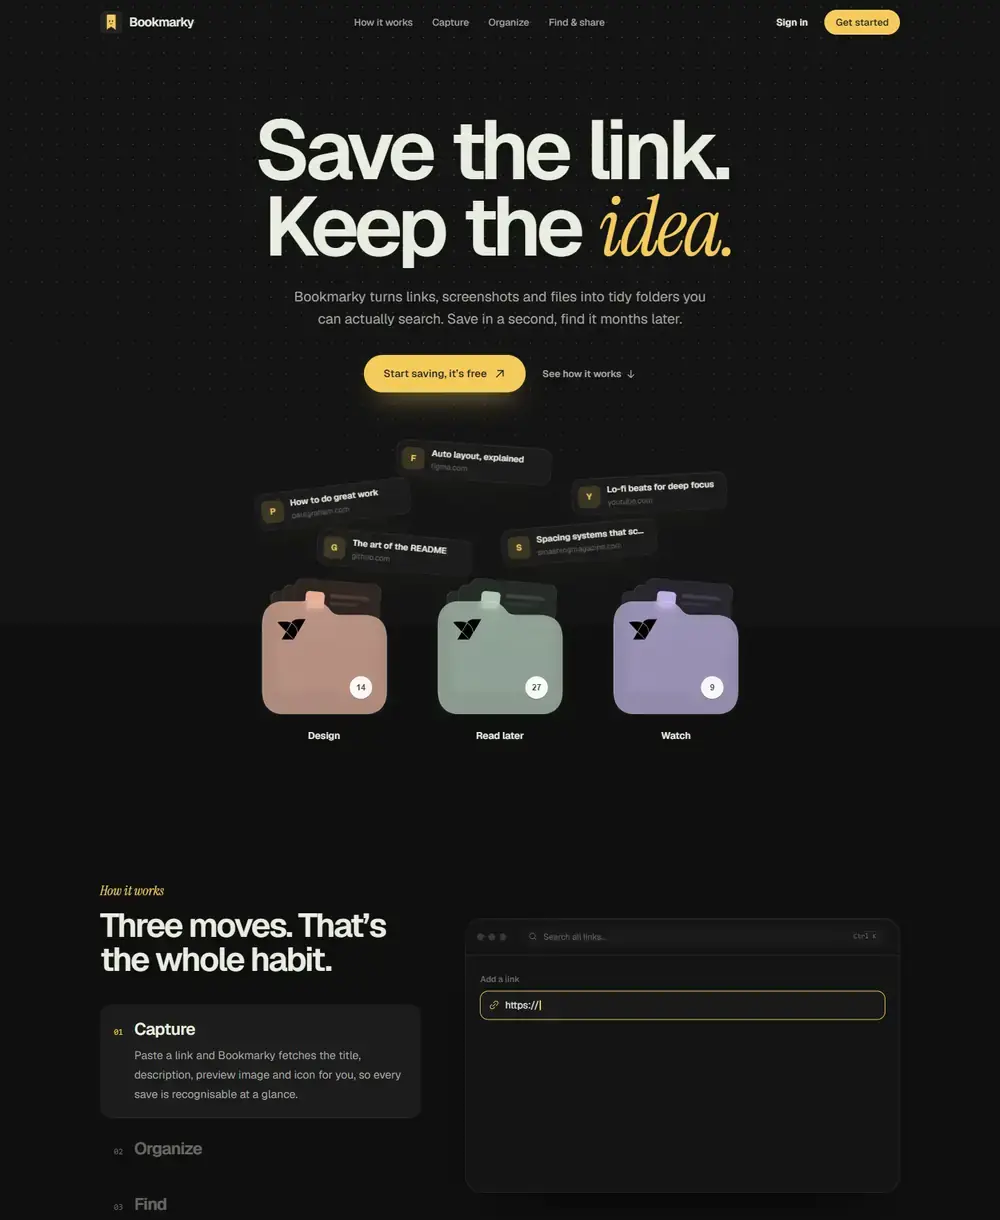 Bookmarky
How it works
Capture
Organize
Find & share
Sign in
Get started
Save the link.
Keep the idea.
Bookmarky turns links, screenshots and files into tidy folders you
can actually search. Save in a second, find it months later.
Start saving, it's free
See how it works
F
Auto layout, explained
figma.com
P
How to do great work
paulgraham.com
Y
Lo-fi beats for deep focus
youtube.com
G
The art of the README
github.com
S
Spacing systems that sc...
smashingmagazine.com
14
27
9
Design
Read later
Watch
How it works
Three moves. That's
the whole habit.
Search all links...
Add a link
https://
01
Capture
Paste a link and Bookmarky fetches the title,
description, preview image and icon for you, so every
save is recognisable at a glance.
02
Organize
03
Find